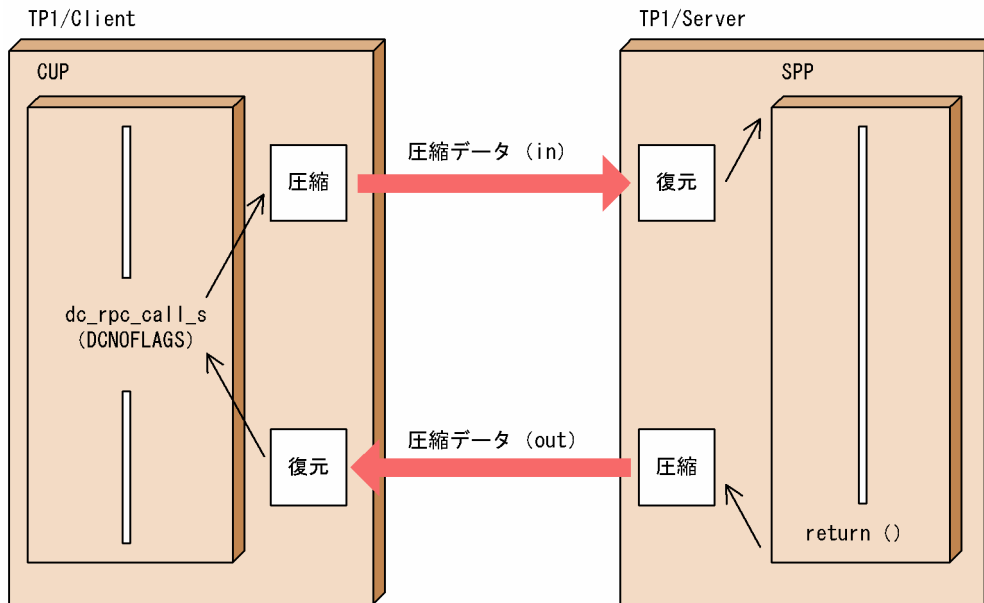 TP1/Client
TP1/Server
CUP
SPP
圧縮
圧縮データ (in)
復元
dc_rpc_call_s
(DCNOFLAGS)
復元
圧縮データ (out)
圧縮
return ()